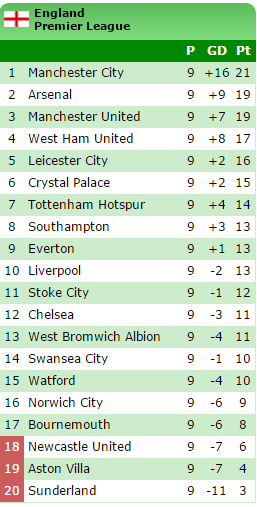 England
Premier League
P GD Pt
1 Manchester City 9 +16 21
2 Arsenal 9 +9 19
3 Manchester United 9 +7 19
4 West Ham United 9 +8 17
5 Leicester City 9 +2 16
6 Crystal Palace 9 +2 15
7 Tottenham Hotspur 9 +4 14
8 Southampton 9 +3 13
9 Everton 9 +1 13
10 Liverpool 9 -2 13
11 Stoke City 9 -1 12
12 Chelsea 9 -3 11
13 West Bromwich Albion 9 -4 11
14 Swansea City 9 -1 10
15 Watford 9 -4 10
16 Norwich City 9 -6 9
17 Bournemouth 9 -6 8
18 Newcastle United 9 -7 6
19 Aston Villa 9 -7 4
20 Sunderland 9 -11 3